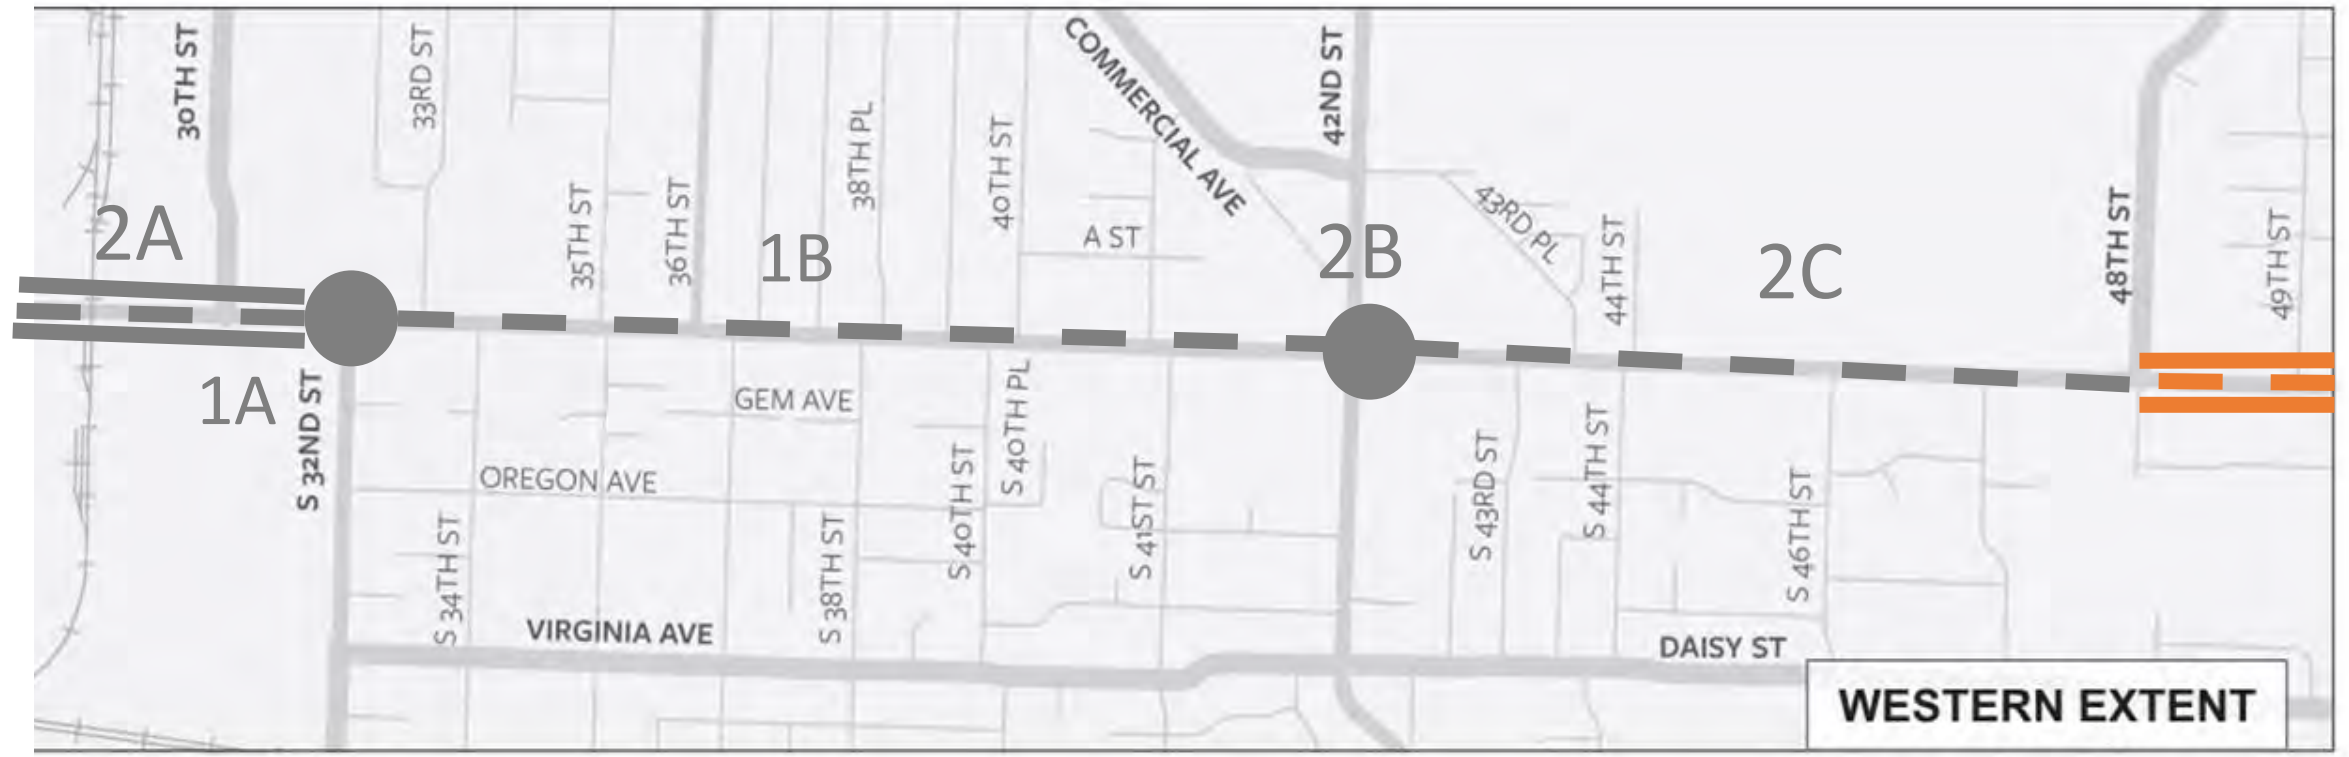 30TH ST
33RD ST
35TH ST
36TH ST
38TH PL
40TH ST
COMMERCIAL AVE
A ST
42ND ST
43RD PL
44TH ST
48TH ST
49TH ST
2A
1B
2B
2C
1A
S 32ND ST
GEM AVE
OREGON AVE
S 34TH ST
S 38TH ST
S 40TH ST
S 40TH PL
S 41ST ST
S 43RD ST
S 44TH ST
S 46TH ST
VIRGINIA AVE
DAISY ST
WESTERN EXTENT